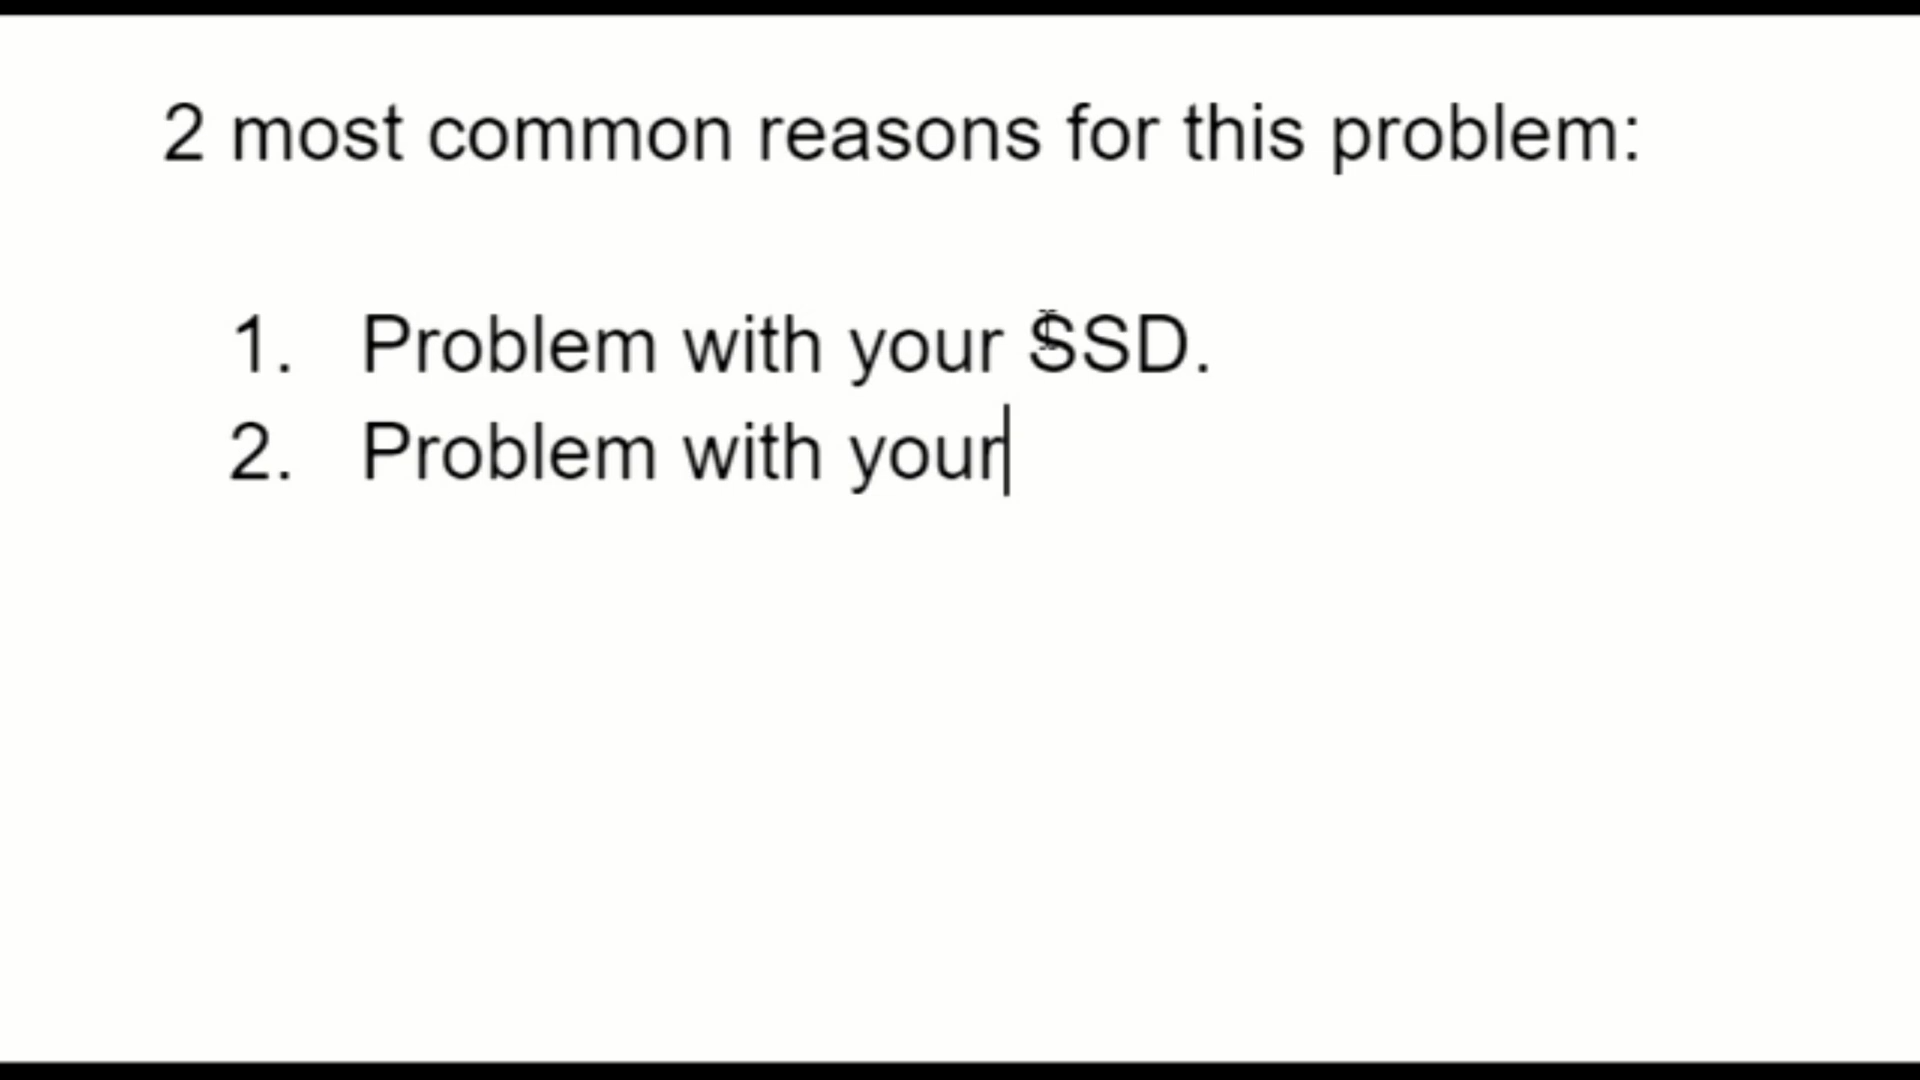 2 most common reasons for this problem:
1. Problem with your SSD.
2. Problem with your